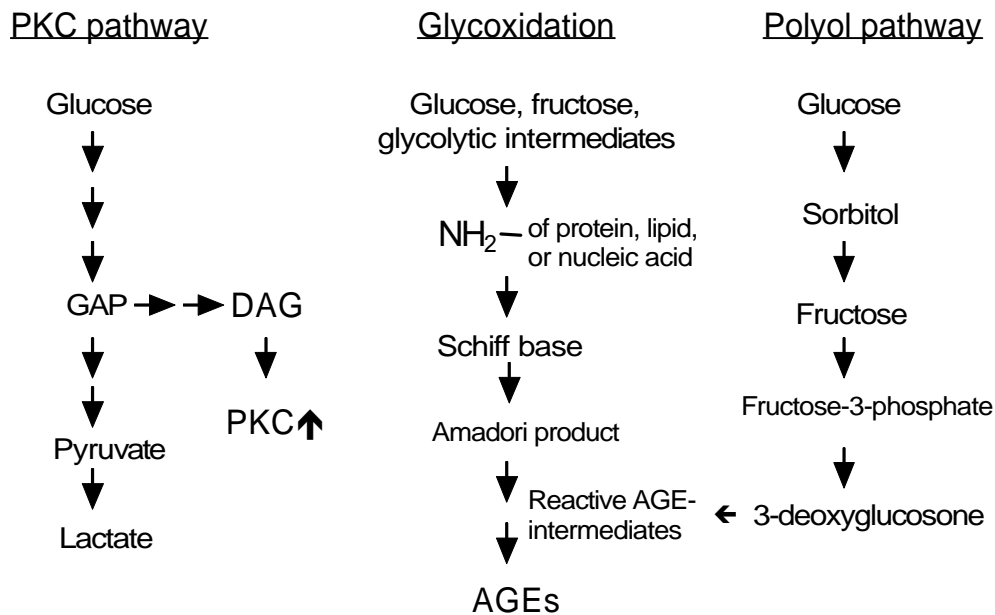 PKC pathway
Glucose
GAP
DAG
PKC
Pyruvate
Lactate
Glycoxidation
Glucose, fructose,
glycolytic intermediates
NH2
of protein, lipid,
or nucleic acid
Schiff base
Amadori product
Reactive AGE-
intermediates
AGEs
Polyol pathway
Glucose
Sorbitol
Fructose
Fructose-3-phosphate
3-deoxyglucosone